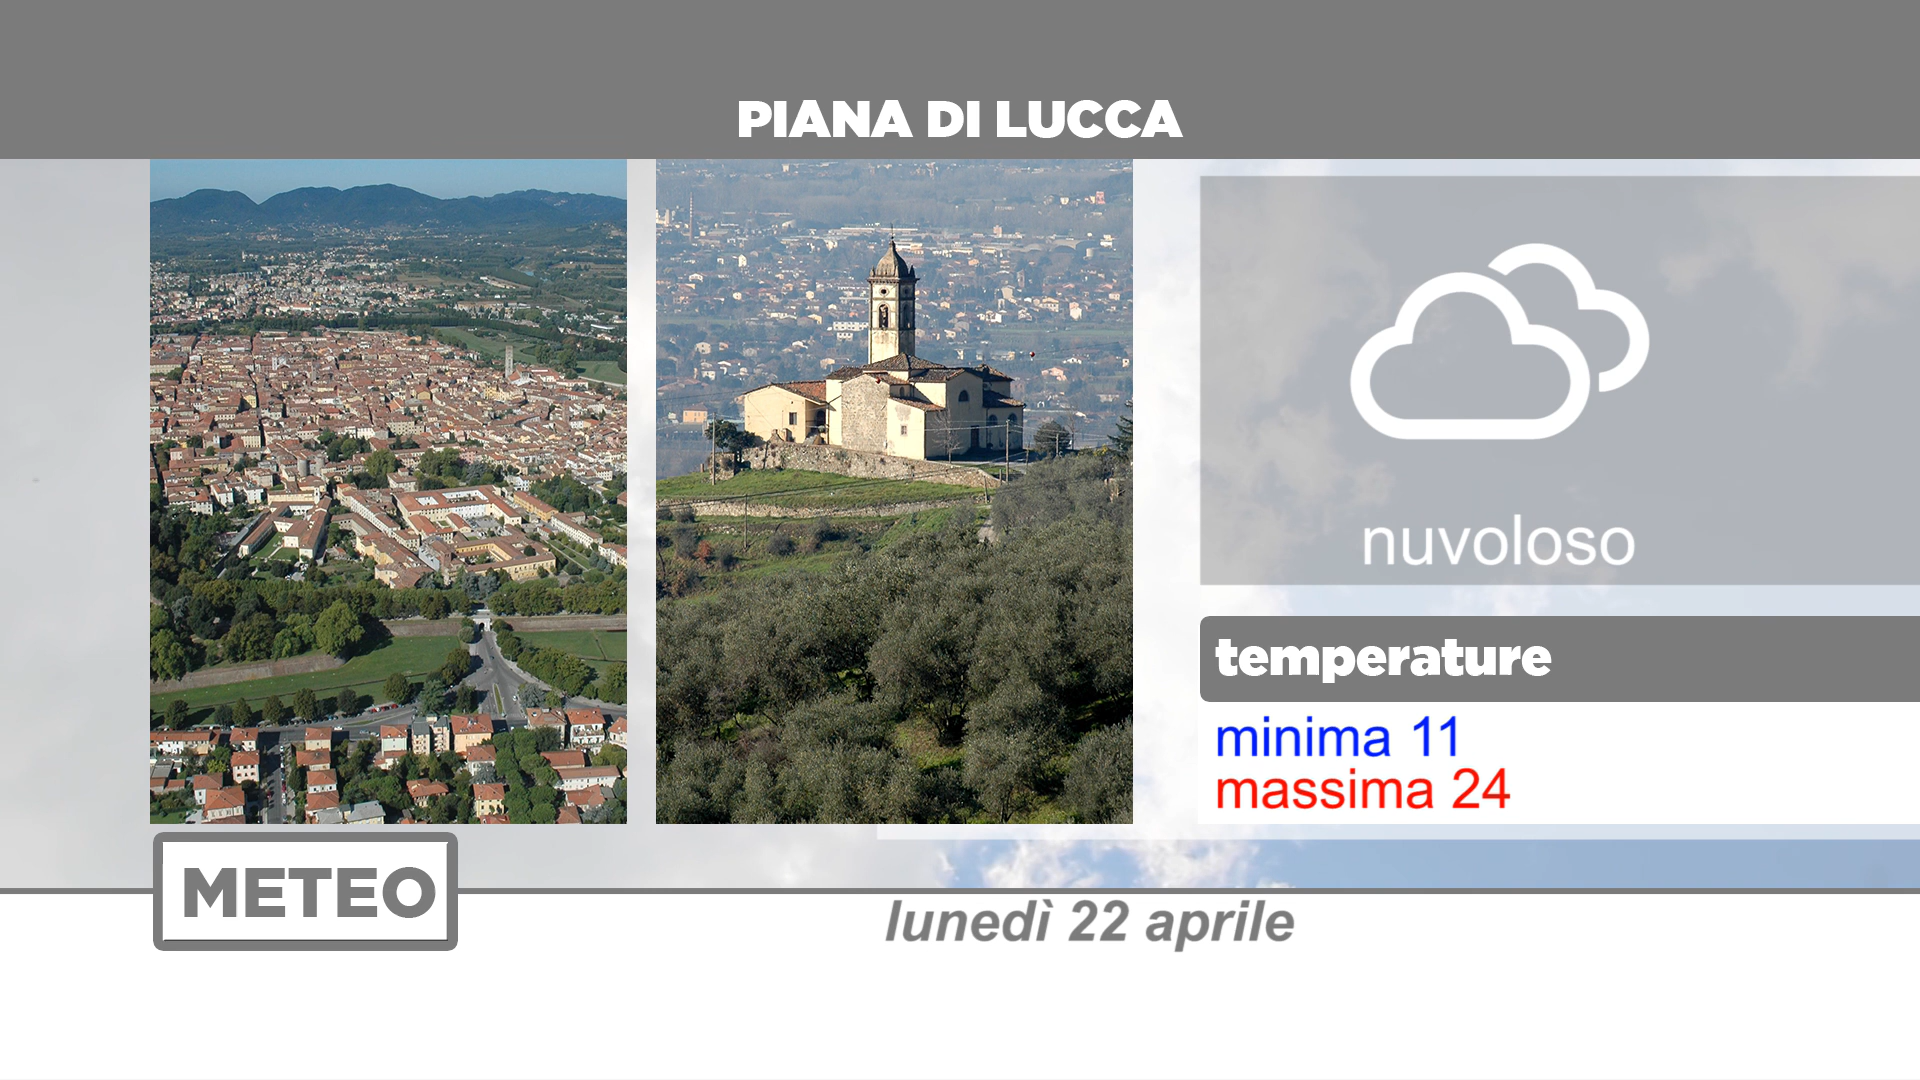 PIANA DI LUCCA
nuvoloso
temperature
minima 11
massima 24
METEO
lunedì 22 aprile